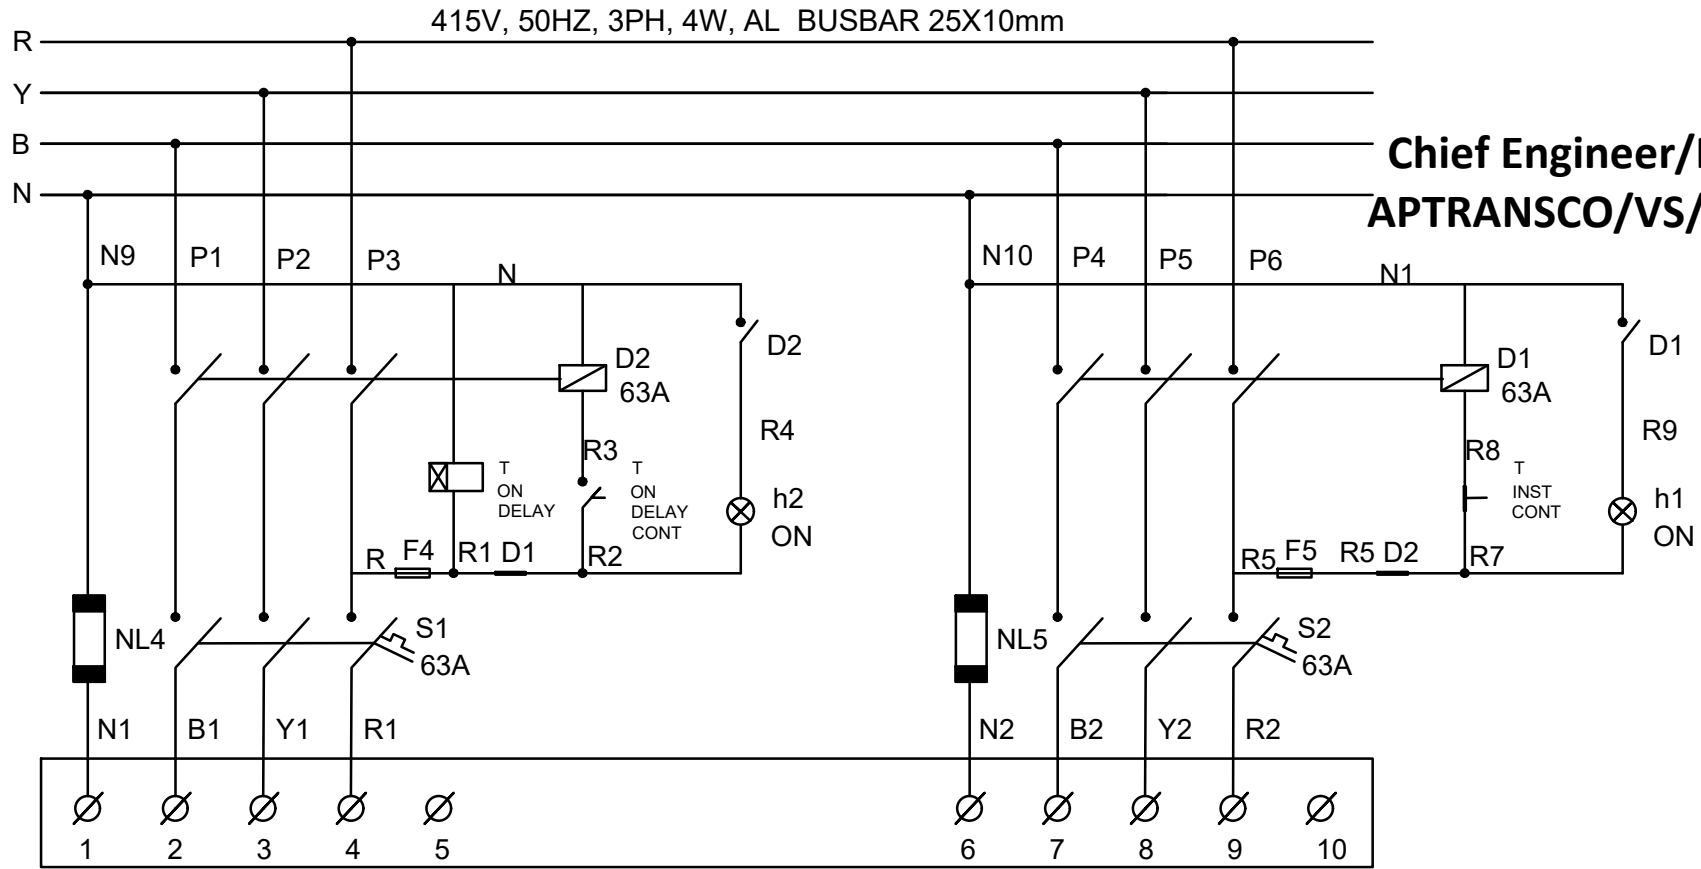 415V, 50HZ, 3PH, 4W, AL BUSBAR 25X10mm
R
Y
B
N
Chief Engineer/
APTRANSCO/VS/
N9 P1 P2 P3 N
N10 P4 P5 P6 N1
D2
63A
D2
D1
63A
D1
R3
R4
R8
R9
T
ON
DELAY
T
ON
DELAY
CONT
h2
ON
T
INST
CONT
h1
ON
R F4 R1 D1 R2
R5 F5 R5 D2 R7
NL4
S1
63A
NL5
S2
63A
N1 B1 Y1 R1
N2 B2 Y2 R2
1 2 3 4 5 6 7 8 9 10